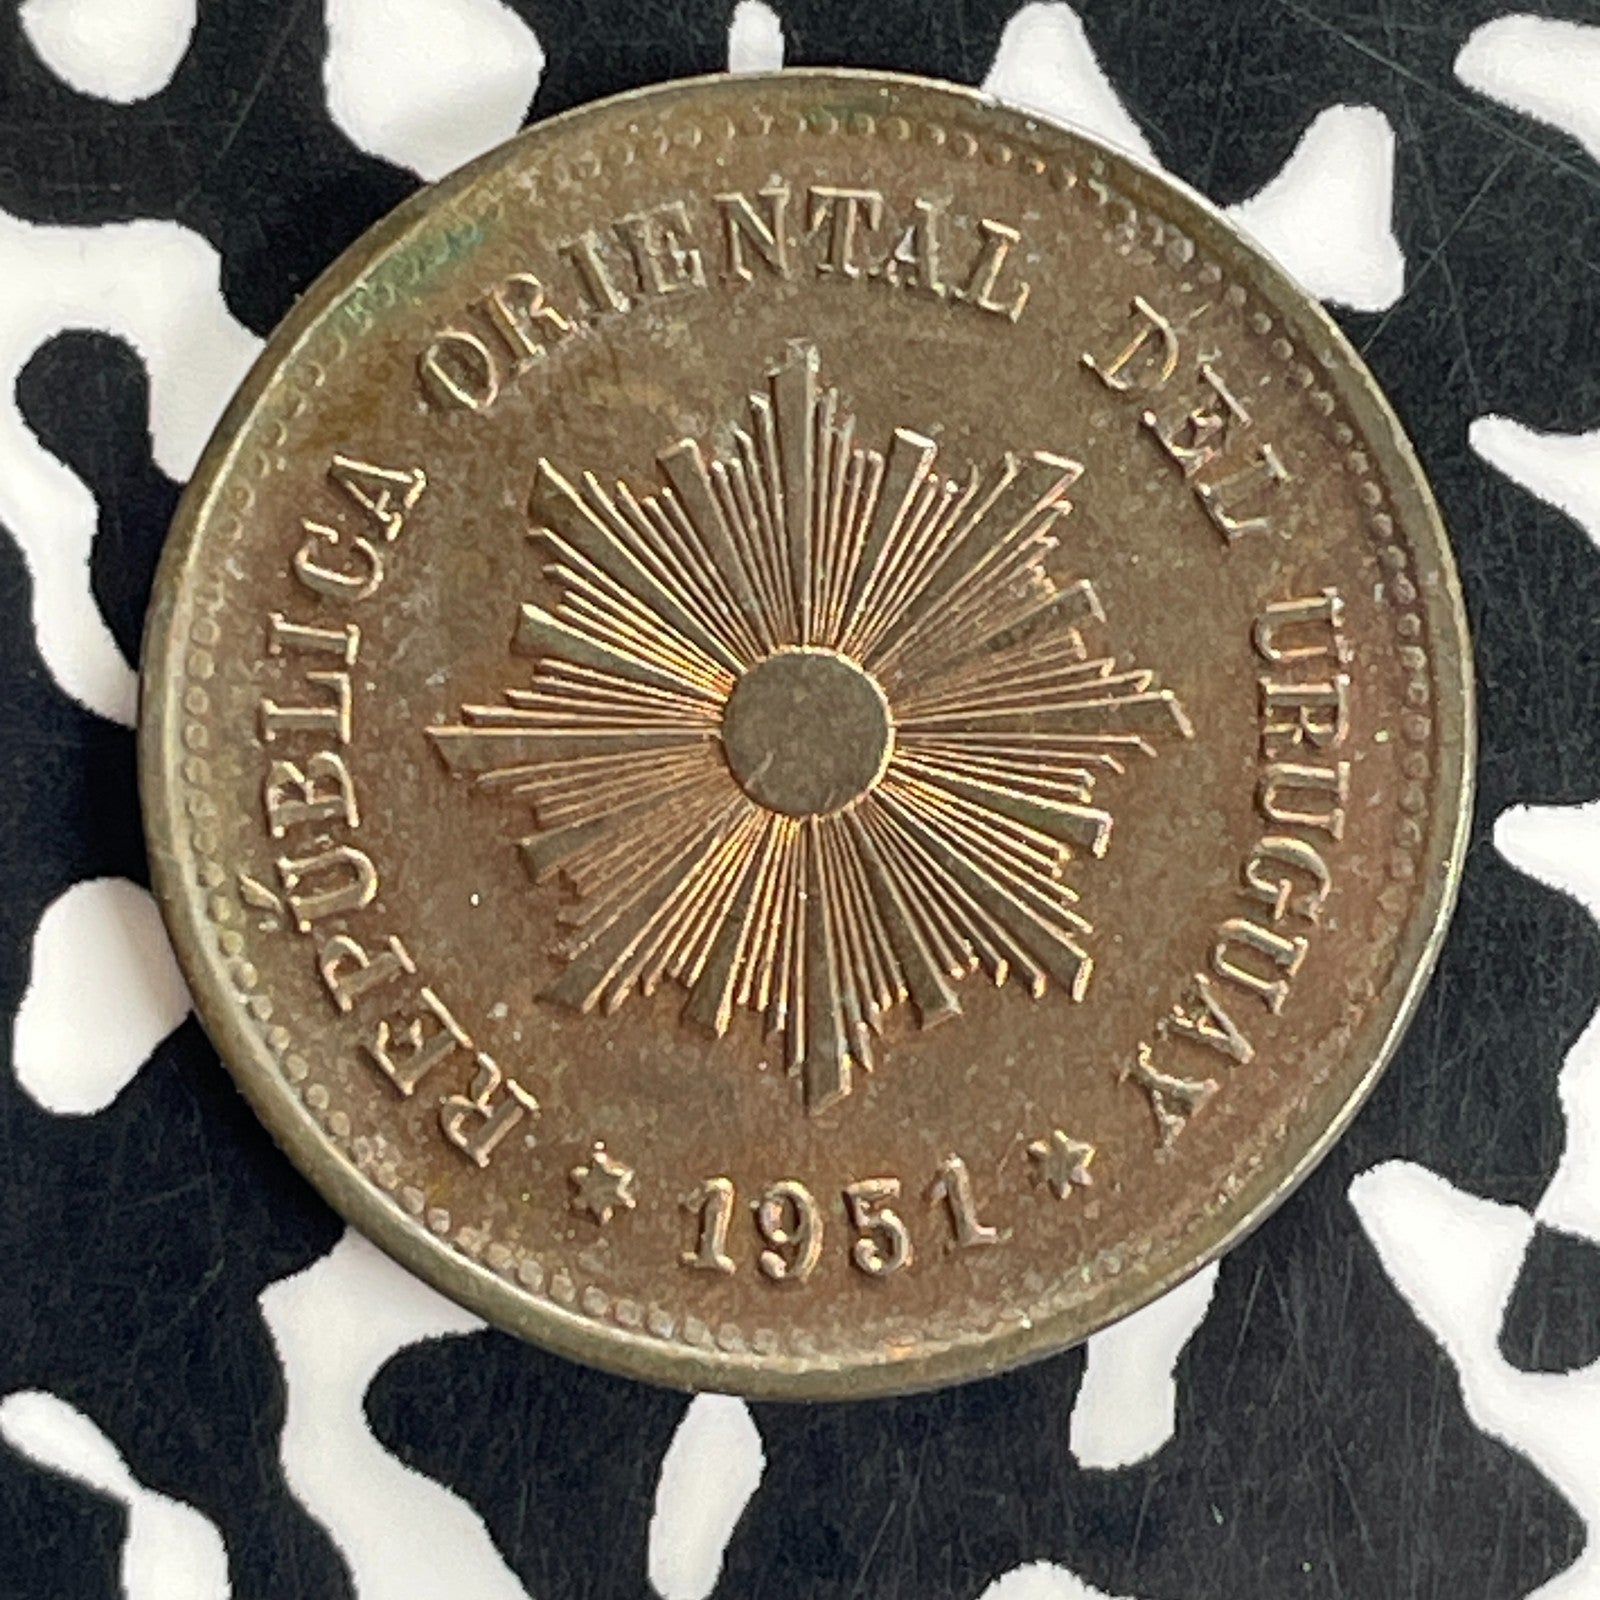 REPÚBLICA ORIENTAL DEL URUGUAY
1951